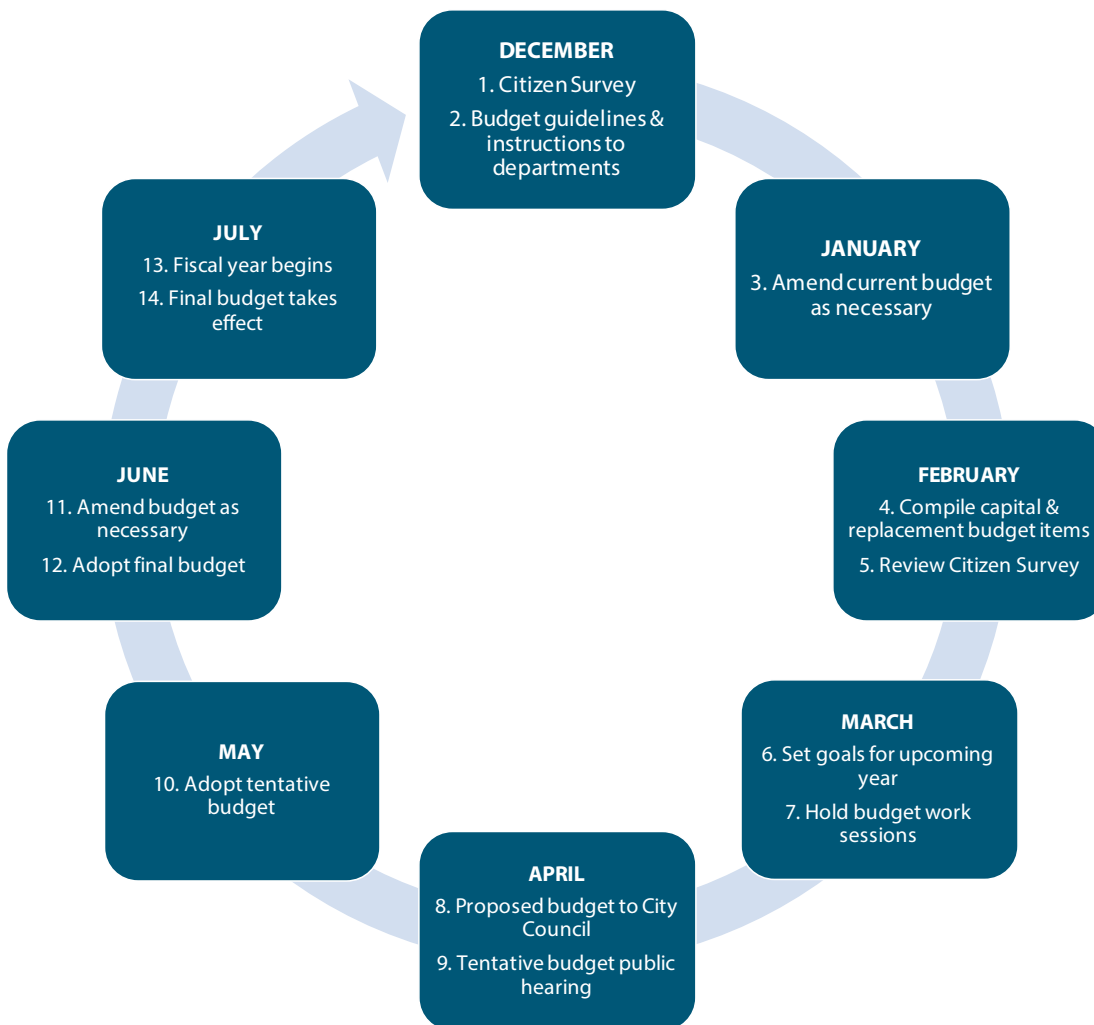 DECEMBER
1. Citizen Survey
2. Budget guidelines &
instructions to
departments
JANUARY
3. Amend current budget
as necessary
FEBRUARY
4. Compile capital &
replacement budget items
5. Review Citizen Survey
MARCH
6. Set goals for upcoming
year
7. Hold budget work
sessions
APRIL
8. Proposed budget to City
Council
9. Tentative budget public
hearing
MAY
10. Adopt tentative
budget
JUNE
11. Amend budget as
necessary
12. Adopt final budget
JULY
13. Fiscal year begins
14. Final budget takes
effect